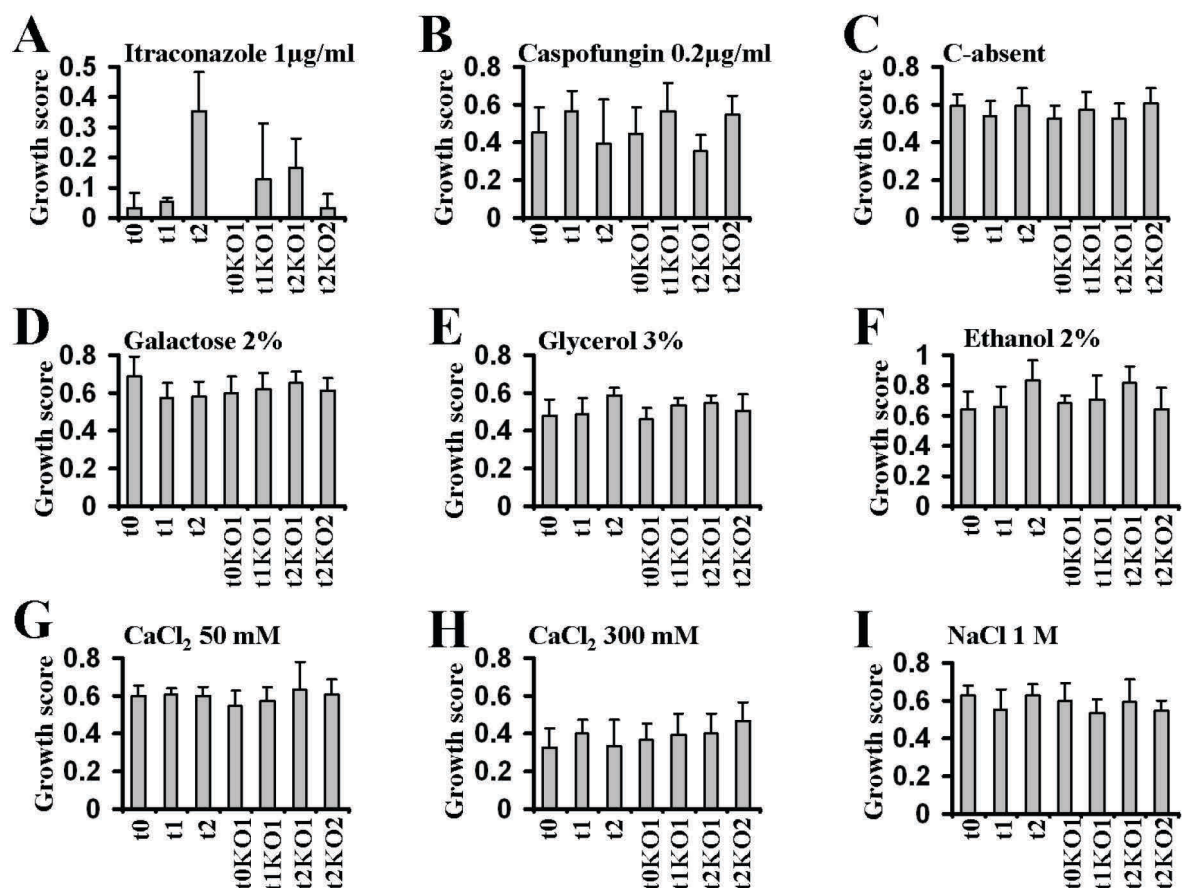 A
Itraconazole 1µg/ml
Growth score
0.5
0.4
0.3
0.2
0.1
0
t0
t1
t2
t0KO1
t1KO1
t2KO1
t2KO2
B
Caspofungin 0.2µg/ml
Growth score
0.8
0.6
0.4
0.2
0
t0
t1
t2
t0KO1
t1KO1
t2KO1
t2KO2
C
C-absent
Growth score
0.8
0.6
0.4
0.2
0
t0
t1
t2
t0KO1
t1KO1
t2KO1
t2KO2
D
Galactose 2%
Growth score
0.8
0.6
0.4
0.2
0
t0
t1
t2
t0KO1
t1KO1
t2KO1
t2KO2
E
Glycerol 3%
Growth score
0.8
0.6
0.4
0.2
0
t0
t1
t2
t0KO1
t1KO1
t2KO1
t2KO2
F
Ethanol 2%
Growth score
1
0.8
0.6
0.4
0.2
0
t0
t1
t2
t0KO1
t1KO1
t2KO1
t2KO2
G
CaCl₂ 50 mM
Growth score
0.8
0.6
0.4
0.2
0
t0
t1
t2
t0KO1
t1KO1
t2KO1
t2KO2
H
CaCl₂ 300 mM
Growth score
0.8
0.6
0.4
0.2
0
t0
t1
t2
t0KO1
t1KO1
t2KO1
t2KO2
I
NaCl 1 M
Growth score
0.8
0.6
0.4
0.2
0
t0
t1
t2
t0KO1
t1KO1
t2KO1
t2KO2